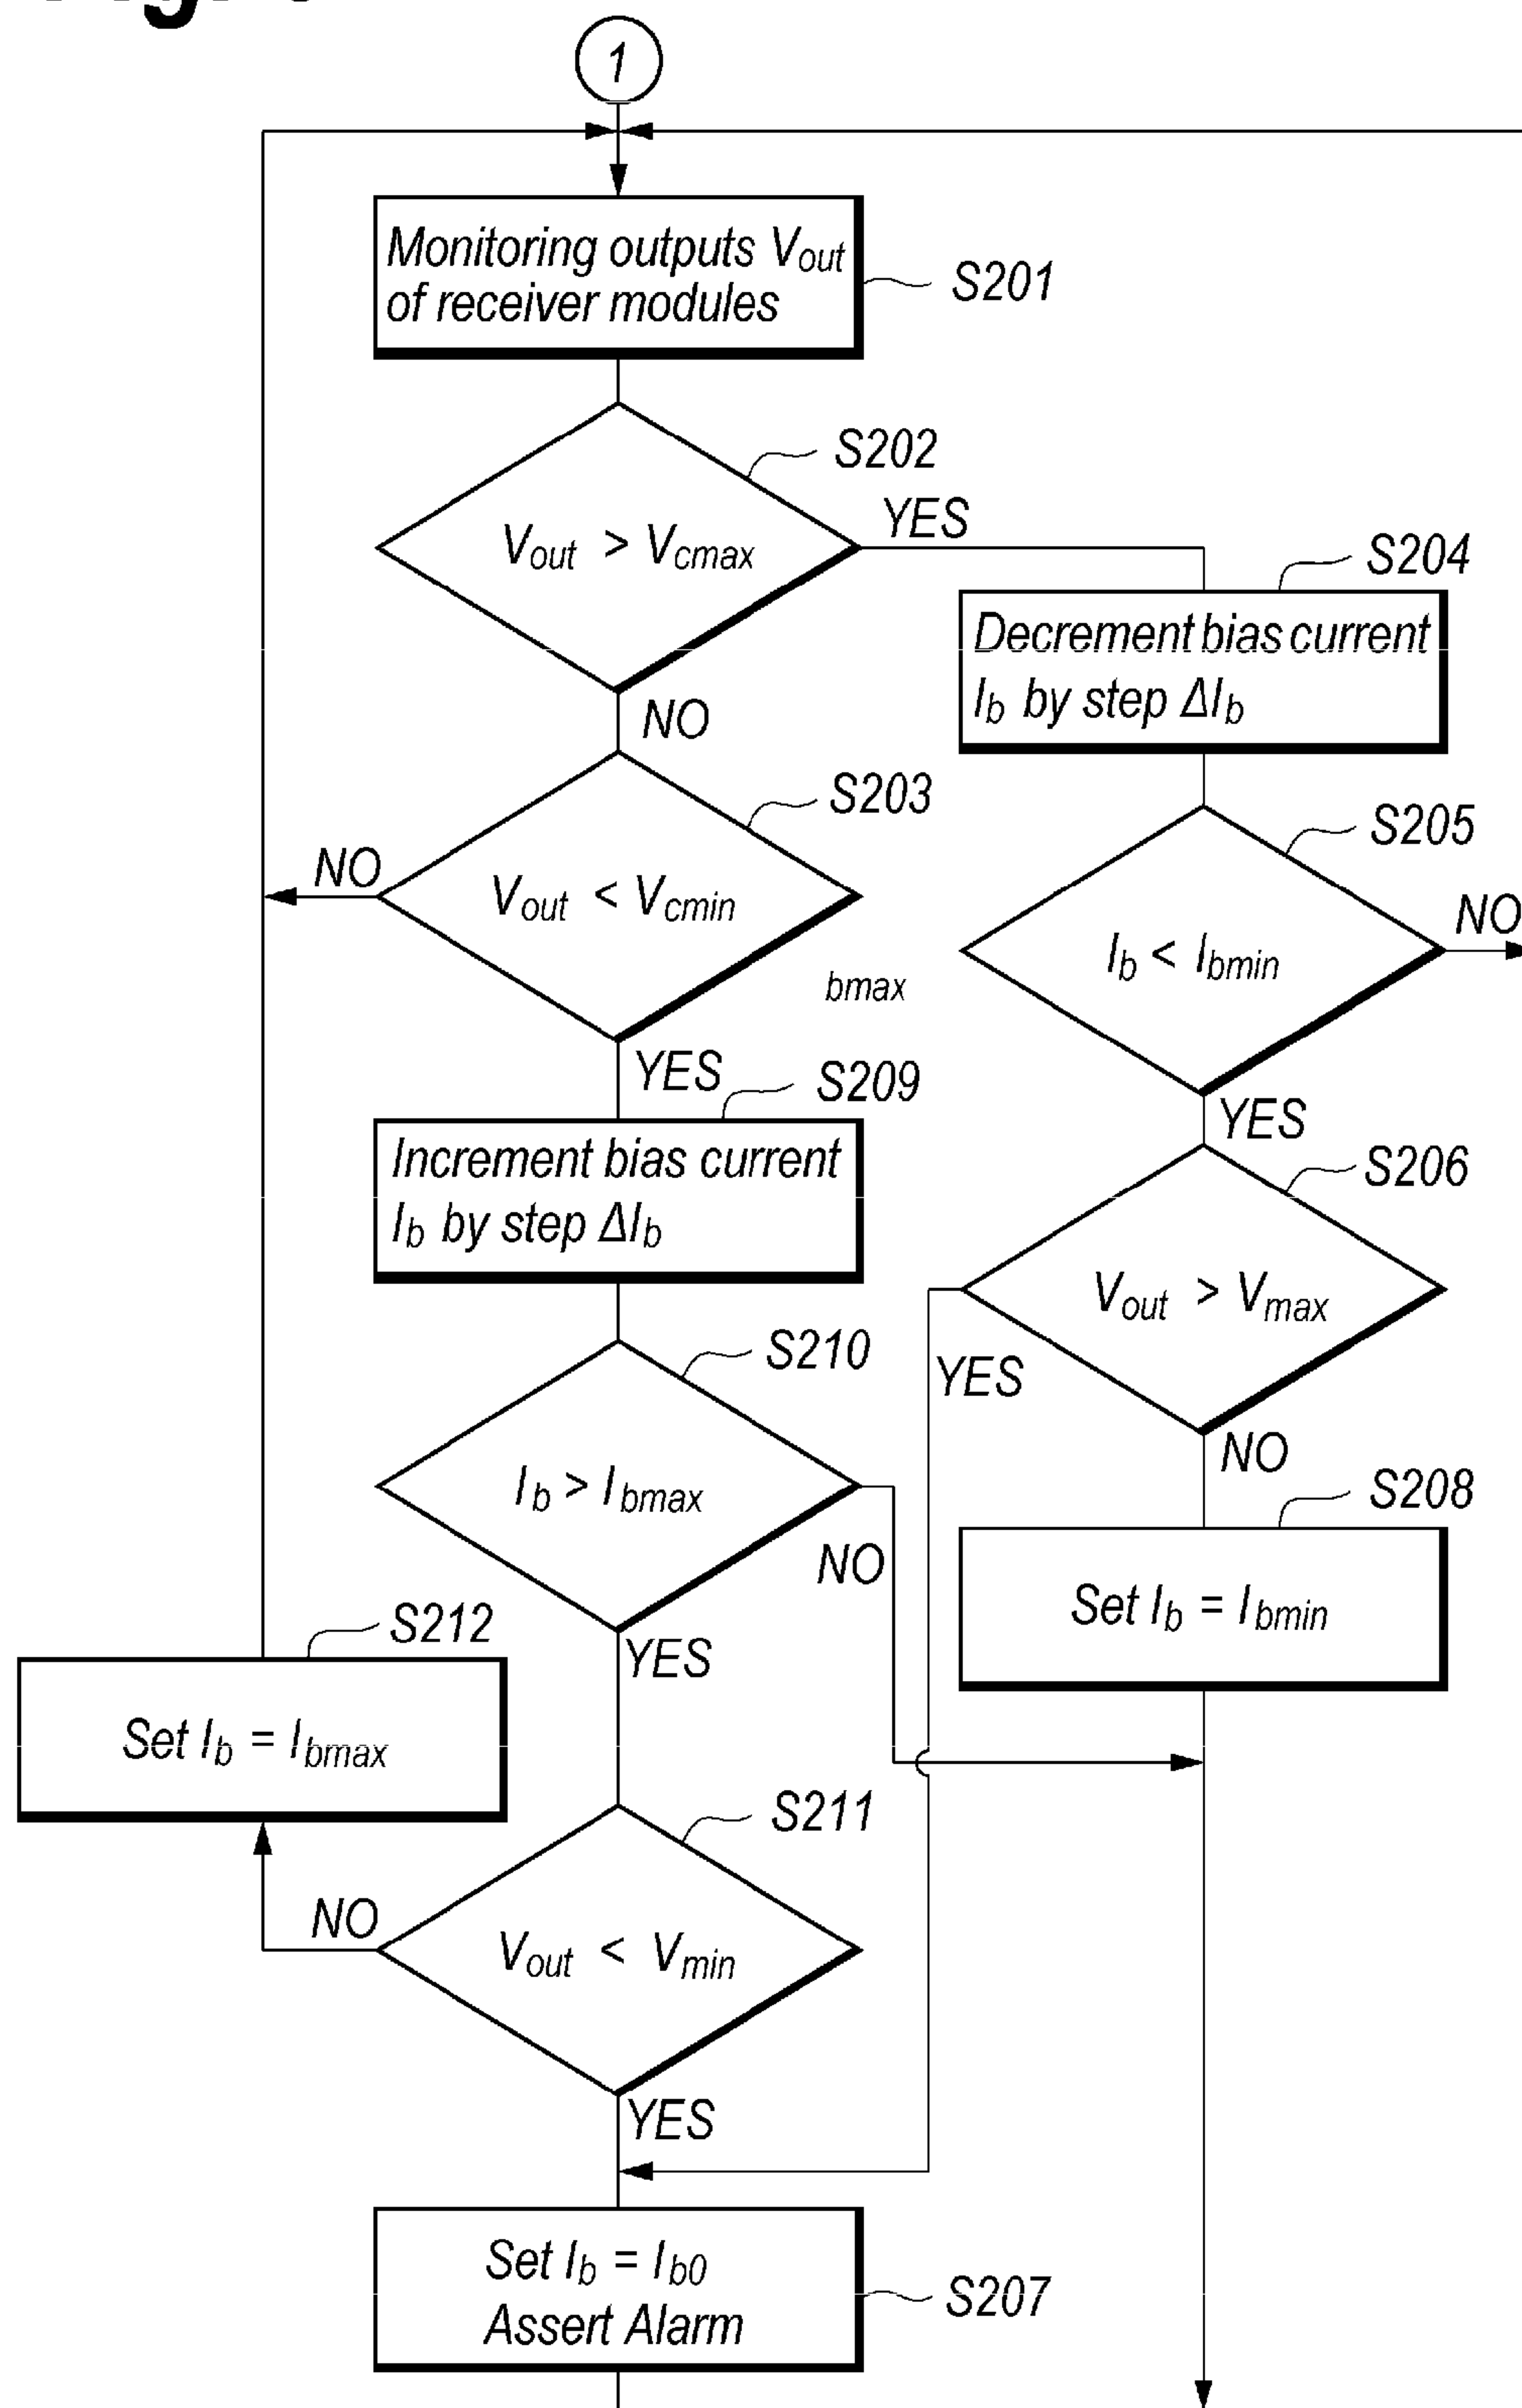 1
Monitoring outputs Vout
of receiver modules
S201
S202
Vout > Vcmax
YES
NO
S204
Decrement bias current
Ib by step ΔIb
S203
Vout < Vcmin
NO
YES
bmax
S205
Ib < Ibmin
NO
YES
S209
Increment bias current
Ib by step ΔIb
S206
Vout > Vmax
YES
NO
S210
Ib > Ibmax
NO
YES
S208
Set Ib = Ibmin
S212
Set Ib = Ibmax
S211
Vout < Vmin
NO
YES
Set Ib = Ib0
Assert Alarm
S207